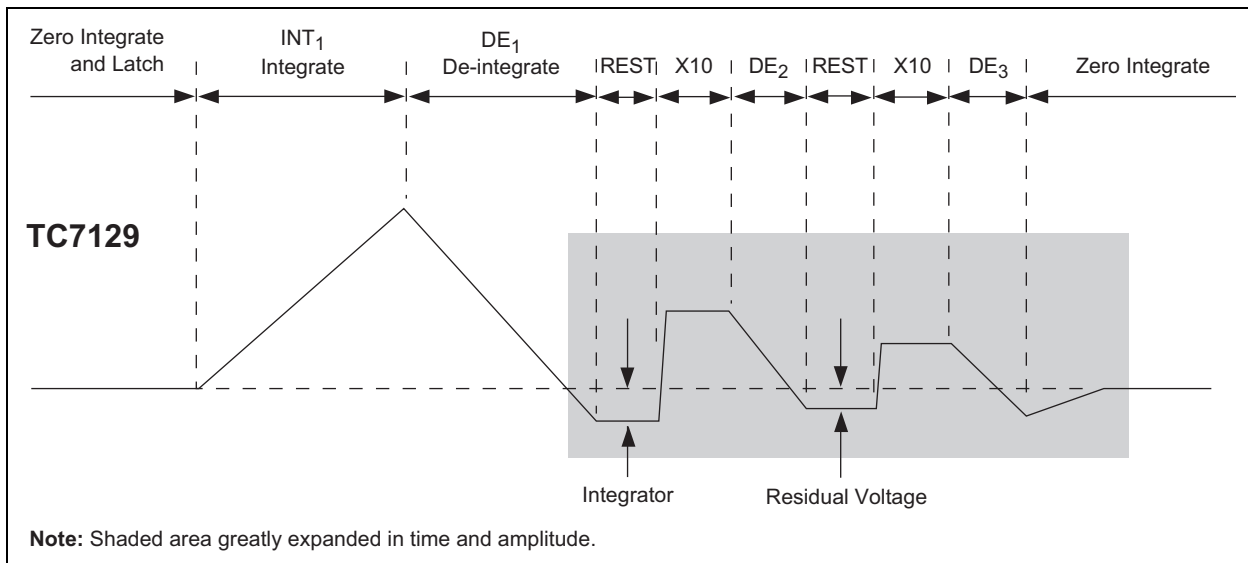 Zero Integrate
and Latch
INT1
Integrate
DE1
De-integrate
REST
X10
DE2
REST
X10
DE3
Zero Integrate
TC7129
Integrator
Residual Voltage
Note: Shaded area greatly expanded in time and amplitude.